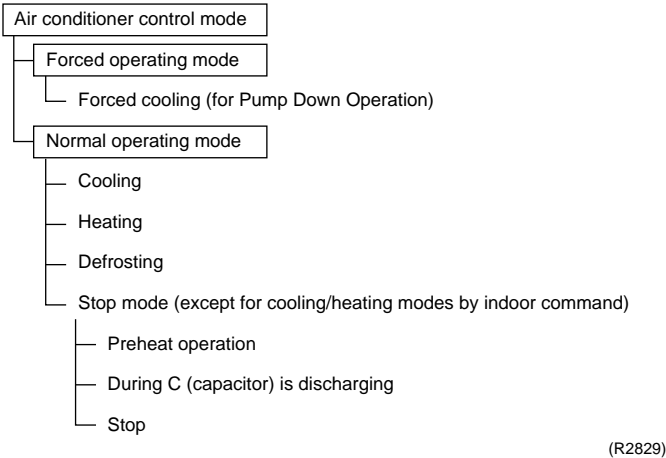 Air conditioner control mode
Forced operating mode
Forced cooling (for Pump Down Operation)
Normal operating mode
Cooling
Heating
Defrosting
Stop mode (except for cooling/heating modes by indoor command)
Preheat operation
During C (capacitor) is discharging
Stop
(R2829)